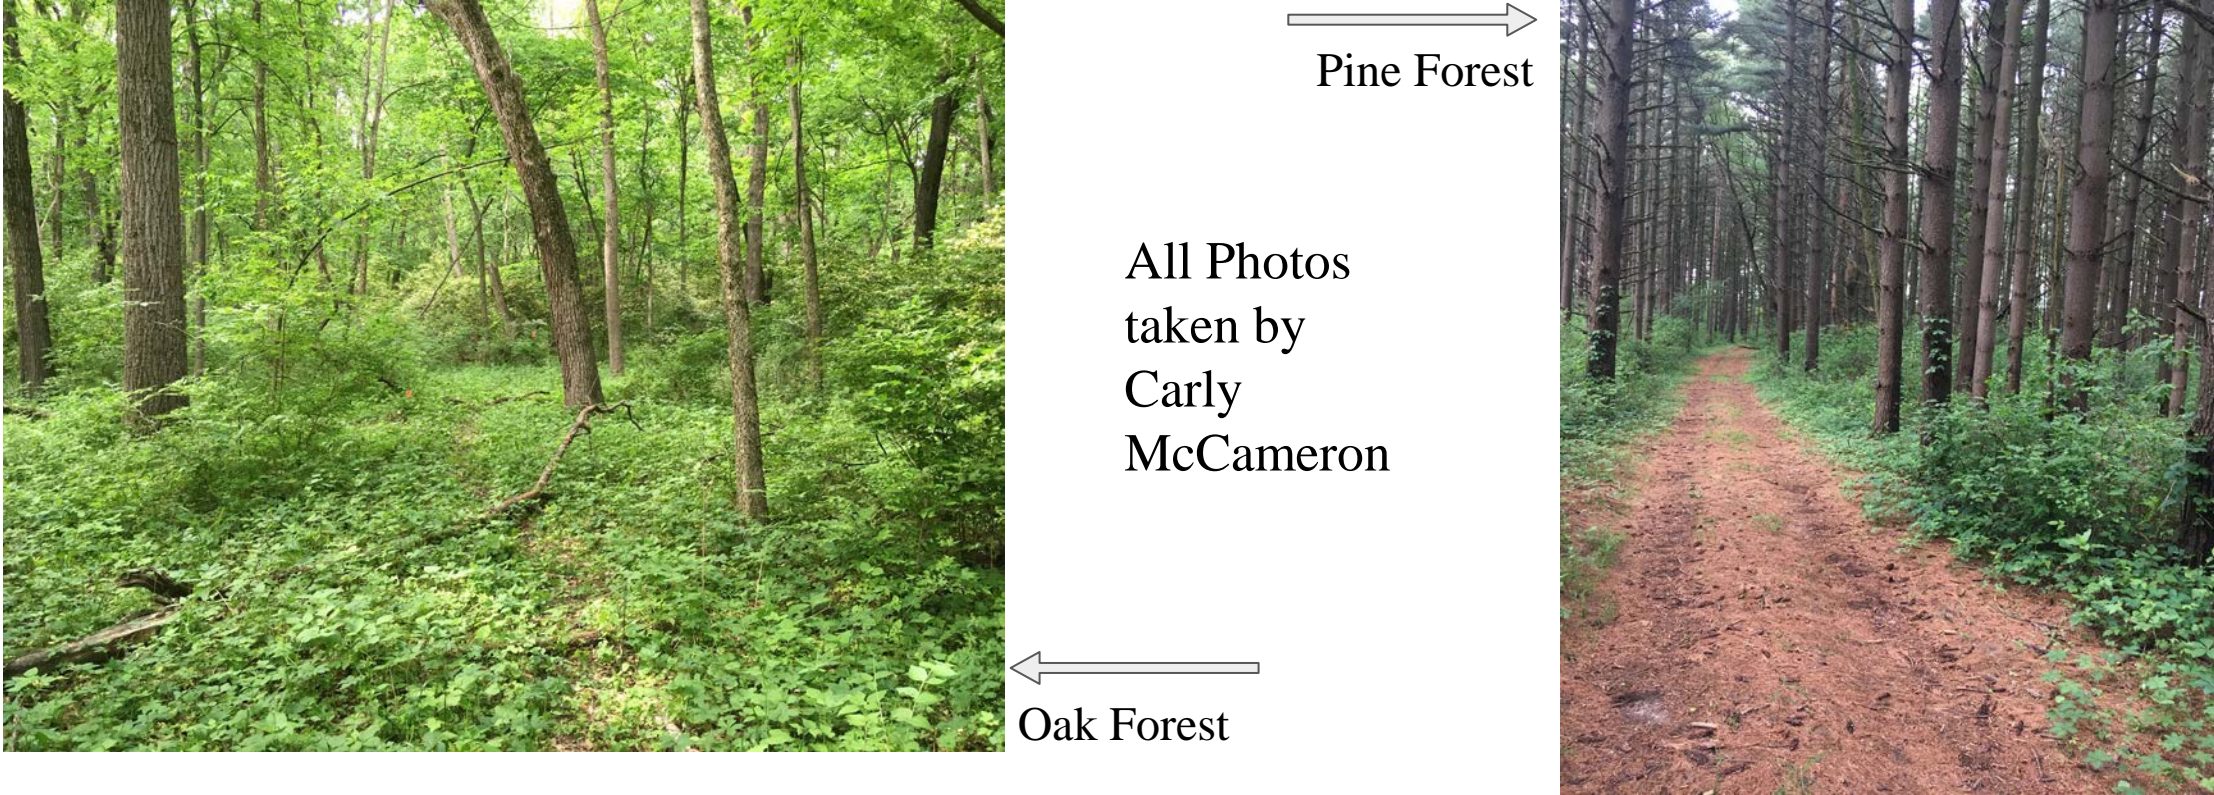 Pine Forest
All Photos
taken by
Carly
McCameron
Oak Forest